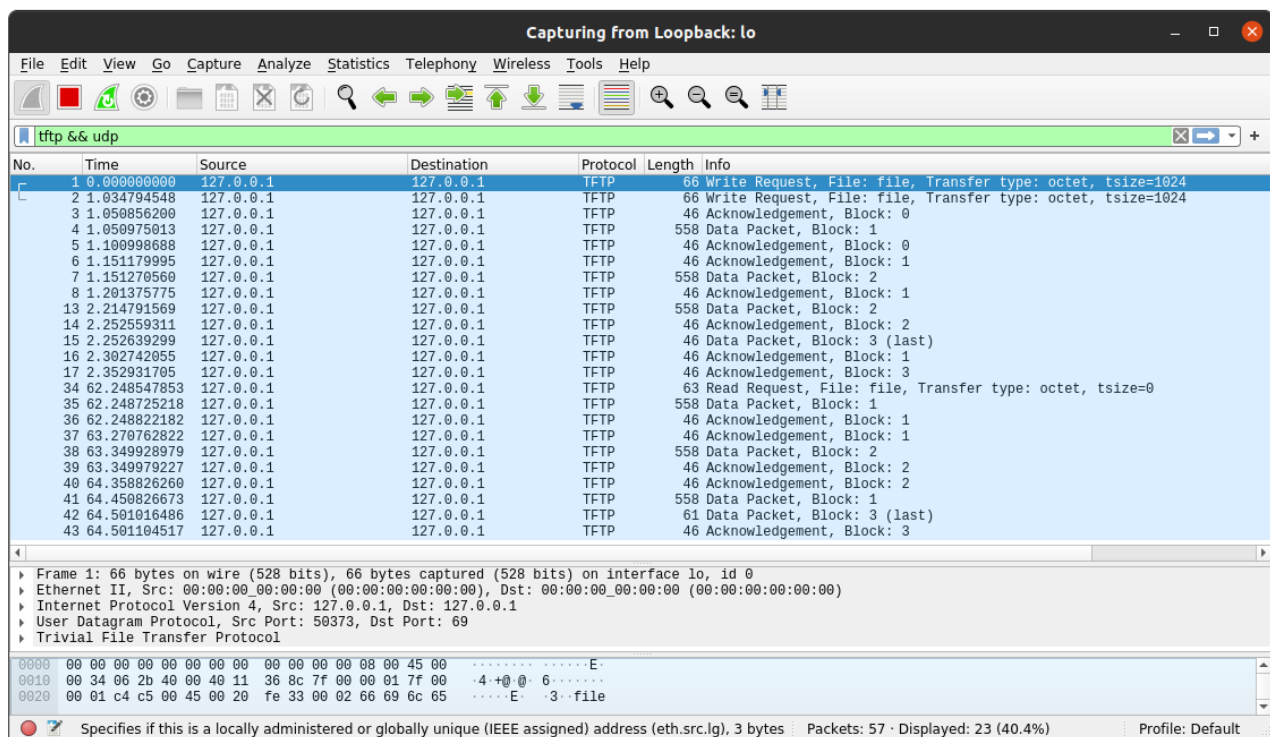 Capturing from Loopback: lo
File Edit View Go Capture Analyze Statistics Telephony Wireless Tools Help
tftp && udp
No. Time Source Destination Protocol Length Info
1 0.000000000 127.0.0.1 127.0.0.1 TFTP 66 Write Request, File: file, Transfer type: octet, tsize=1024
2 1.034794548 127.0.0.1 127.0.0.1 TFTP 66 Write Request, File: file, Transfer type: octet, tsize=1024
3 1.050856200 127.0.0.1 127.0.0.1 TFTP 46 Acknowledgement, Block: 0
4 1.050975013 127.0.0.1 127.0.0.1 TFTP 558 Data Packet, Block: 1
5 1.100998688 127.0.0.1 127.0.0.1 TFTP 46 Acknowledgement, Block: 0
6 1.151179995 127.0.0.1 127.0.0.1 TFTP 46 Acknowledgement, Block: 1
7 1.151270560 127.0.0.1 127.0.0.1 TFTP 558 Data Packet, Block: 2
8 1.201375775 127.0.0.1 127.0.0.1 TFTP 46 Acknowledgement, Block: 1
13 2.214791569 127.0.0.1 127.0.0.1 TFTP 558 Data Packet, Block: 2
14 2.252559311 127.0.0.1 127.0.0.1 TFTP 46 Acknowledgement, Block: 2
15 2.252639299 127.0.0.1 127.0.0.1 TFTP 46 Data Packet, Block: 3 (last)
16 2.302742055 127.0.0.1 127.0.0.1 TFTP 46 Acknowledgement, Block: 1
17 2.352931705 127.0.0.1 127.0.0.1 TFTP 46 Acknowledgement, Block: 3
34 62.248547853 127.0.0.1 127.0.0.1 TFTP 63 Read Request, File: file, Transfer type: octet, tsize=0
35 62.248725218 127.0.0.1 127.0.0.1 TFTP 558 Data Packet, Block: 1
36 62.248822182 127.0.0.1 127.0.0.1 TFTP 46 Acknowledgement, Block: 1
37 63.270762822 127.0.0.1 127.0.0.1 TFTP 46 Acknowledgement, Block: 1
38 63.349928979 127.0.0.1 127.0.0.1 TFTP 558 Data Packet, Block: 2
39 63.349979227 127.0.0.1 127.0.0.1 TFTP 46 Acknowledgement, Block: 2
40 64.358826260 127.0.0.1 127.0.0.1 TFTP 46 Acknowledgement, Block: 2
41 64.450826673 127.0.0.1 127.0.0.1 TFTP 558 Data Packet, Block: 1
42 64.501016486 127.0.0.1 127.0.0.1 TFTP 61 Data Packet, Block: 3 (last)
43 64.501104517 127.0.0.1 127.0.0.1 TFTP 46 Acknowledgement, Block: 3
Frame 1: 66 bytes on wire (528 bits), 66 bytes captured (528 bits) on interface lo, id 0
Ethernet II, Src: 00:00:00_00:00:00 (00:00:00:00:00:00), Dst: 00:00:00_00:00:00 (00:00:00:00:00:00)
Internet Protocol Version 4, Src: 127.0.0.1, Dst: 127.0.0.1
User Datagram Protocol, Src Port: 50373, Dst Port: 69
Trivial File Transfer Protocol
0000 00 00 00 00 00 00 00 00 00 00 00 00 08 00 45 00 ········ ······E·
0010 00 34 06 2b 40 00 40 11 36 8c 7f 00 00 01 7f 00 ·4·+@·@· 6·······
0020 00 01 c4 c5 00 45 00 20 fe 33 00 02 66 69 6c 65 ·····E· ·3··file
Specifies if this is a locally administered or globally unique (IEEE assigned) address (eth.src.lg), 3 bytes Packets: 57 · Displayed: 23 (40.4%) Profile: Default